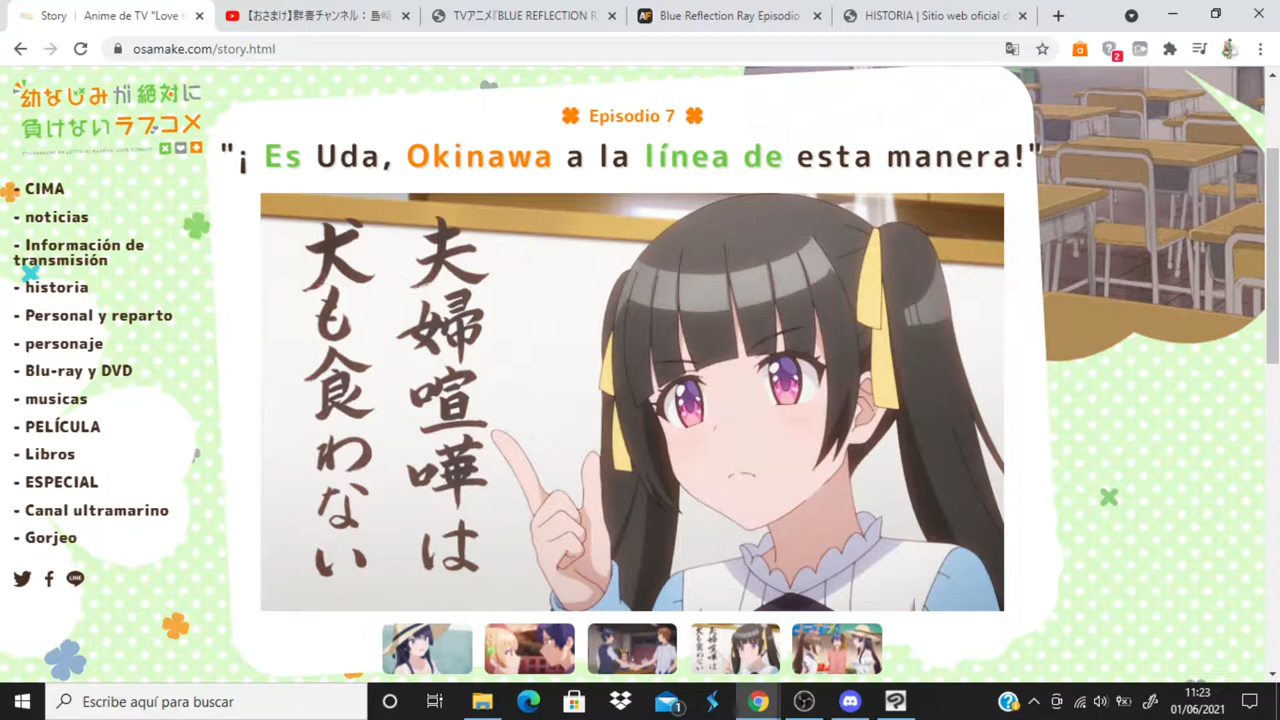 Story | Anime de TV "Love r
【おさまけ】群青チャンネル： 島崎
TVアニメ『BLUE REFLECTION R
Blue Reflection Ray Episodio
HISTORIA | Sitio web oficial d
osamake.com/story.html
2
幼なじみが絶対に
負けないラブコメ
- CIMA
- noticias
- Información de
transmisión
- historia
- Personal y reparto
- personaje
- Blu-ray y DVD
- musicas
- PELÍCULA
- Libros
- ESPECIAL
- Canal ultramarino
- Gorjeo
LINE
Episodio 7
"¡ Es Uda, Okinawa a la línea de esta manera!"
夫婦喧嘩は
犬も食わない
Escribe aquí para buscar
1
11:23
01/06/2021